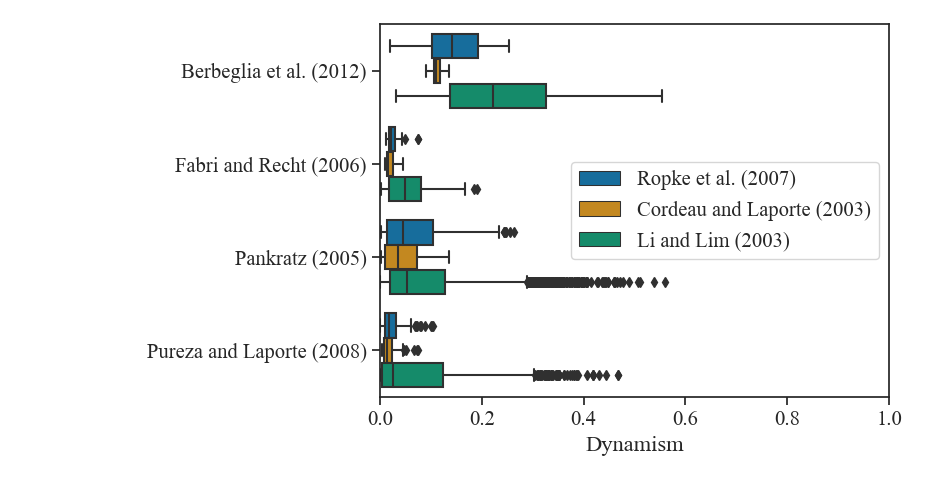 Berbeglia et al. (2012)
Fabri and Recht (2006)
Pankratz (2005)
Pureza and Laporte (2008)
Ropke et al. (2007)
Cordeau and Laporte (2003)
Li and Lim (2003)
0.0 0.2 0.4 0.6 0.8 1.0
Dynamism